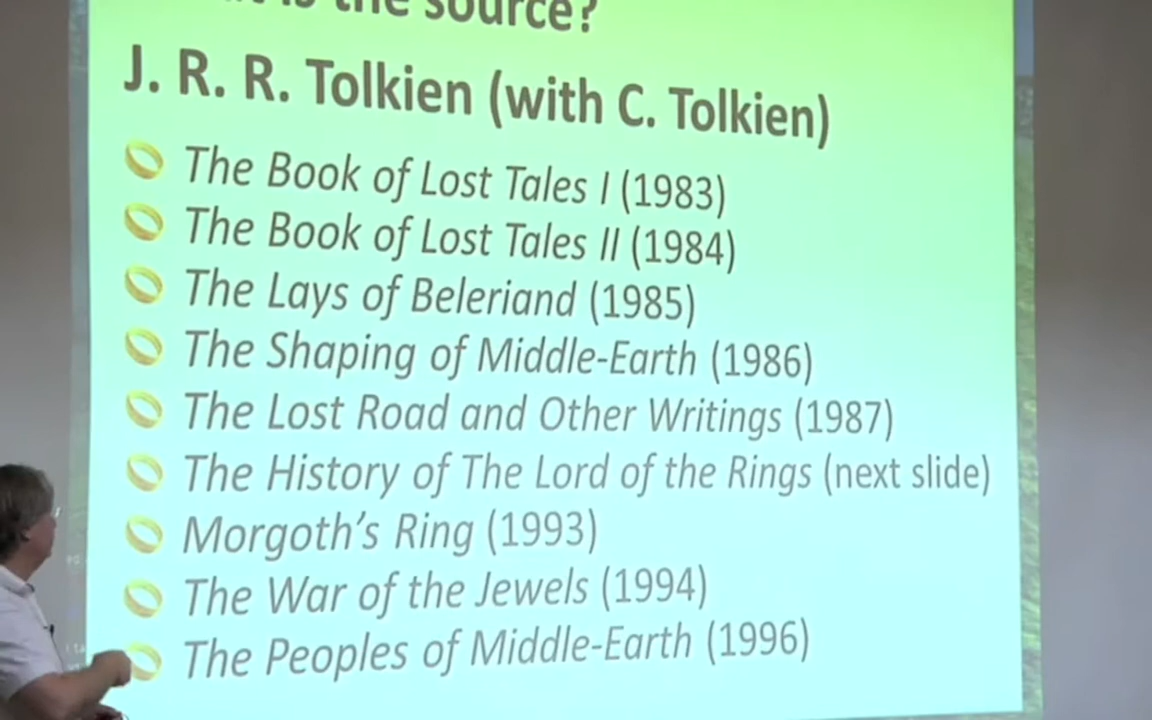 is the source?
J. R. R. Tolkien (with C. Tolkien)
The Book of Lost Tales I (1983)
The Book of Lost Tales II (1984)
The Lays of Beleriand (1985)
The Shaping of Middle-Earth (1986)
The Lost Road and Other Writings (1987)
The History of The Lord of the Rings (next slide)
Morgoth's Ring (1993)
The War of the Jewels (1994)
The Peoples of Middle-Earth (1996)